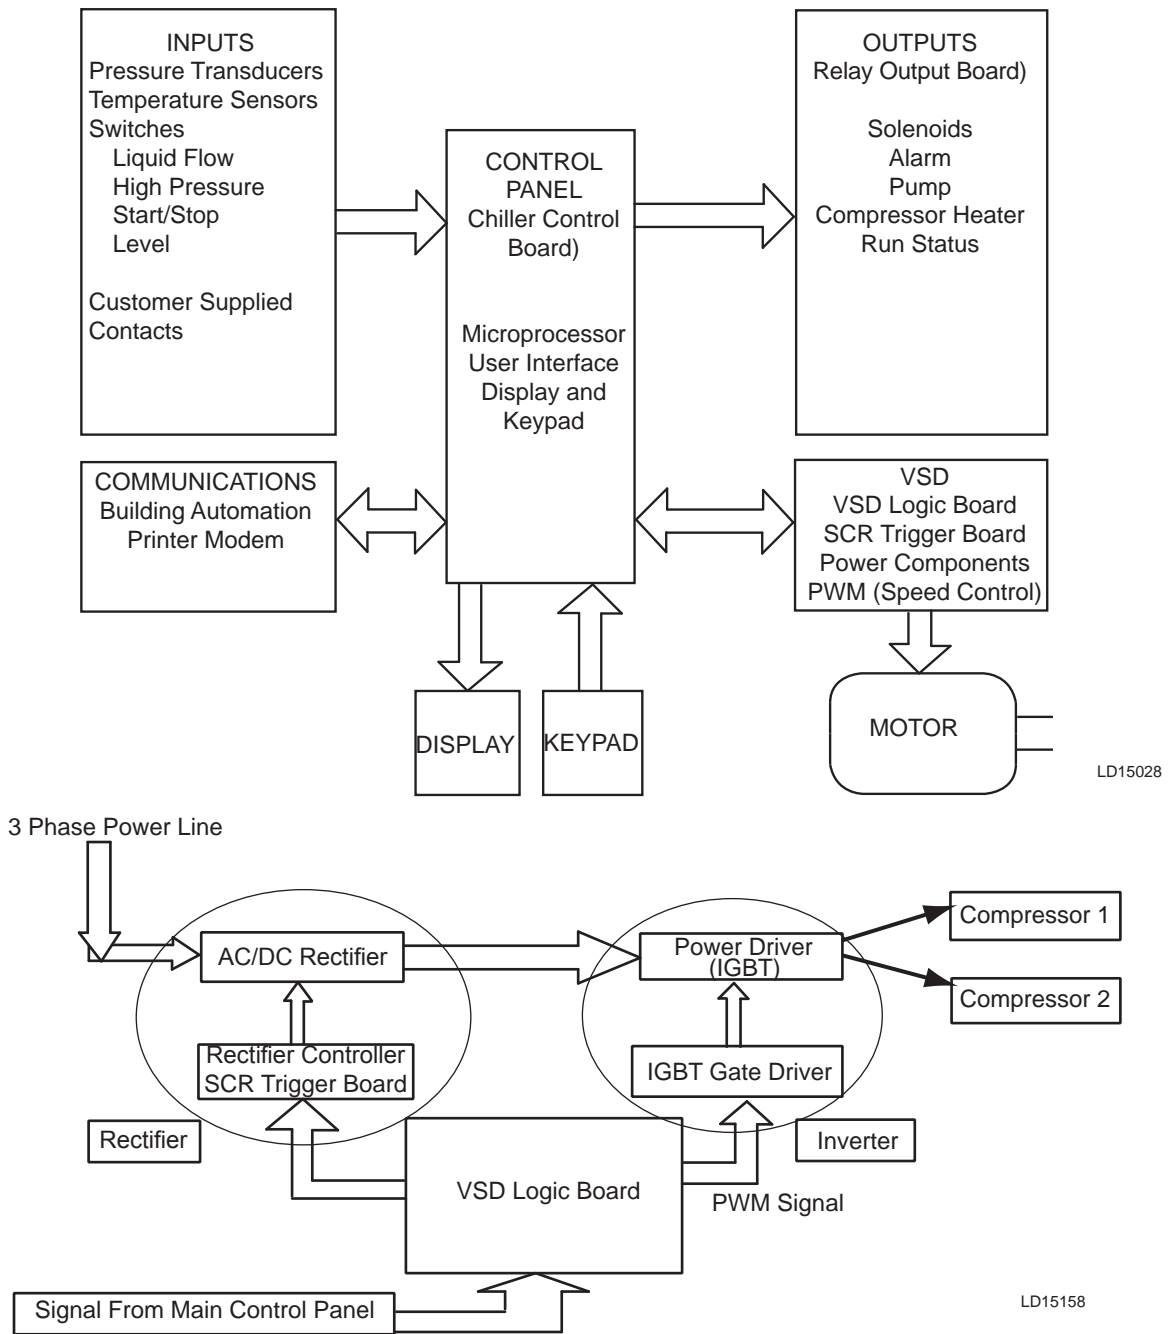 INPUTS
Pressure Transducers
Temperature Sensors
Switches
Liquid Flow
High Pressure
Start/Stop
Level
Customer Supplied
Contacts
CONTROL
PANEL
Chiller Control
Board)
Microprocessor
User Interface
Display and
Keypad
OUTPUTS
Relay Output Board)
Solenoids
Alarm
Pump
Compressor Heater
Run Status
COMMUNICATIONS
Building Automation
Printer Modem
VSD
VSD Logic Board
SCR Trigger Board
Power Components
PWM (Speed Control)
DISPLAY
KEYPAD
MOTOR
LD15028
3 Phase Power Line
AC/DC Rectifier
Power Driver
(IGBT)
Compressor 1
Compressor 2
Rectifier Controller
SCR Trigger Board
IGBT Gate Driver
Rectifier
Inverter
VSD Logic Board
PWM Signal
Signal From Main Control Panel
LD15158